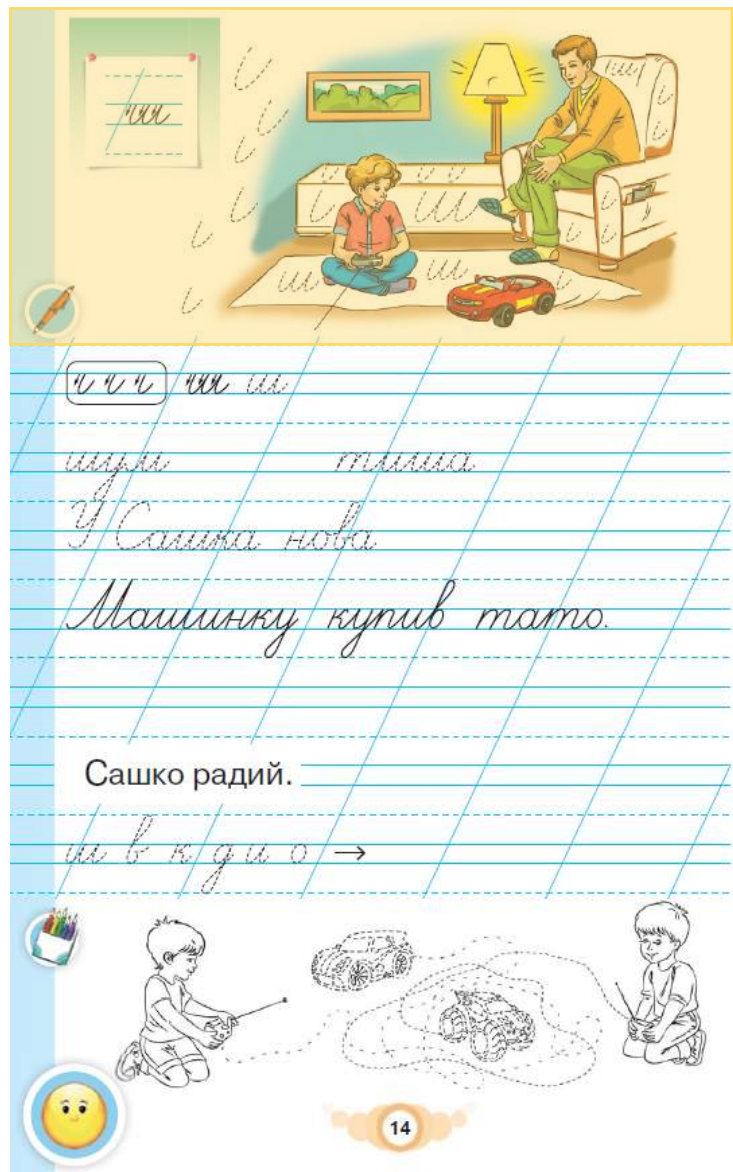 ш
ш
ш
ш ш
ш ш
шум тиша
У Сашка нова
Машинку купив тато.
Сашко радий.
ш в к д и о →
14